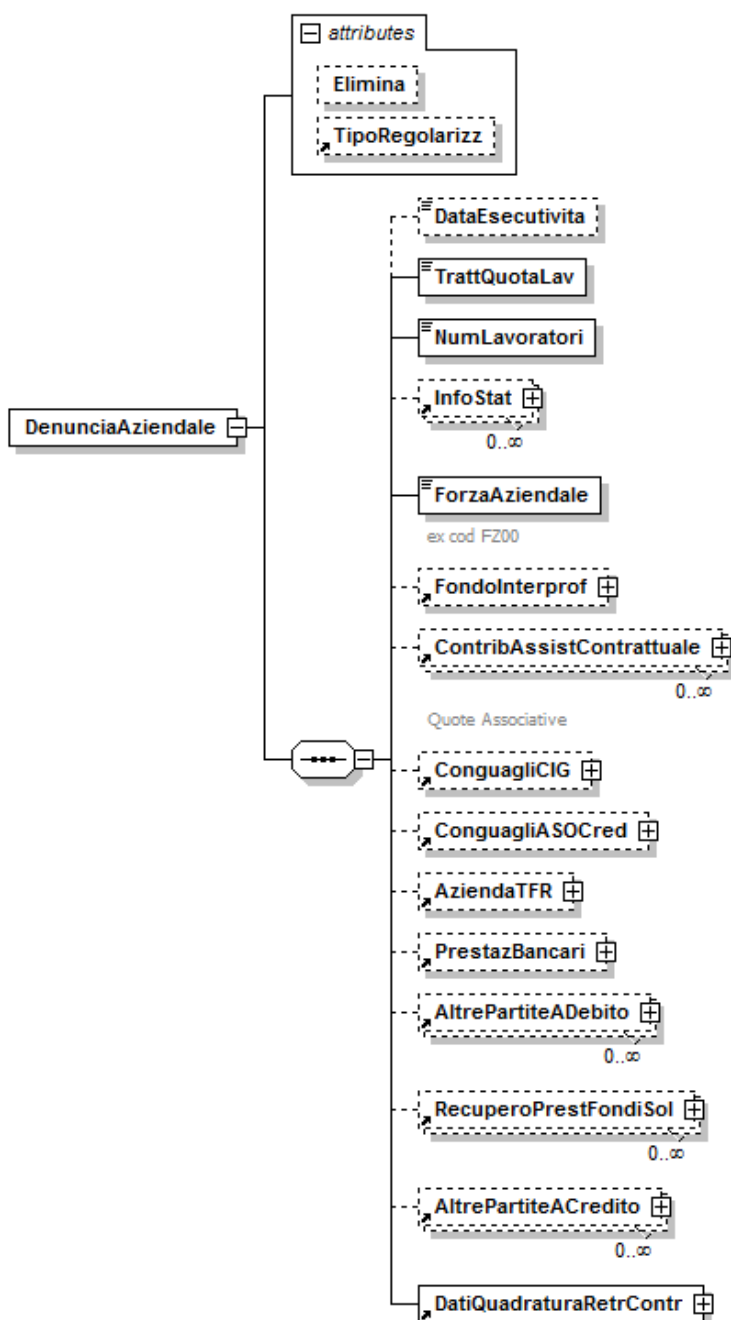 attributes
Elimina
TipoRegolarizz
DataEsecutivita
TrattQuotaLav
NumLavoratori
InfoStat
0..∞
DenunciaAziendale
ForzaAziendale
ex cod FZ00
FondoInterprof
ContribAssistContrattuale
0..∞
Quote Associative
ConguagliCIG
ConguagliASOCred
AziendaTFR
PrestazBancari
AltrePartiteADebito
0..∞
RecuperoPrestFondiSol
0..∞
AltrePartiteACredito
0..∞
DatiQuadraturaRetrContr